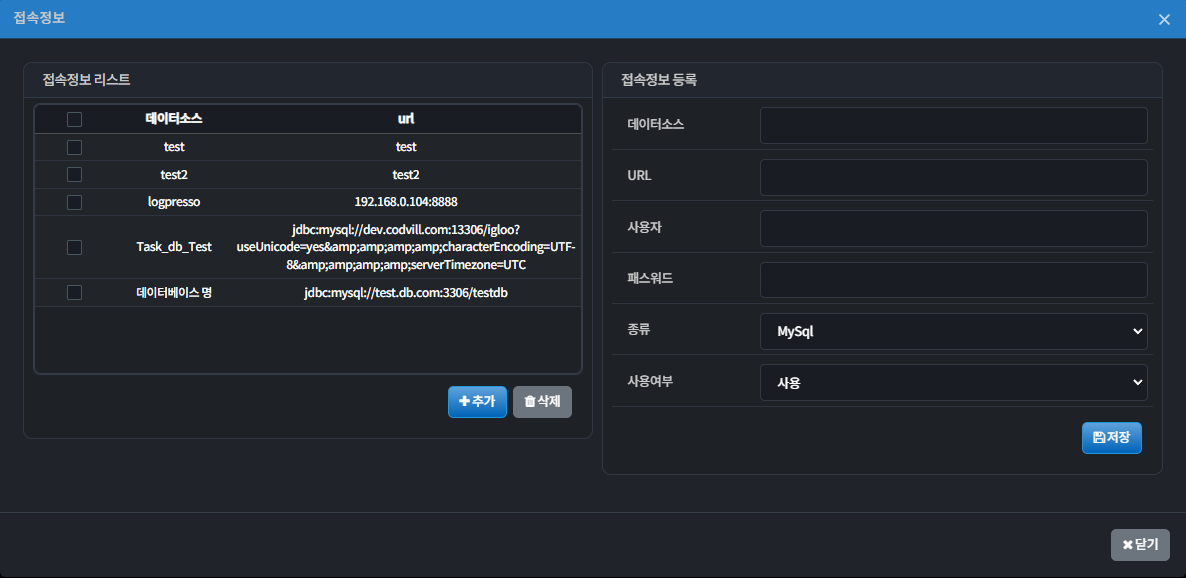 접속정보
접속정보 리스트
데이터소스 url
test test
test2 test2
logpresso 192.168.0.104:8888
jdbc:mysql://dev.codvill.com:13306/igloo?
Task_db_Test useUnicode=yes&amp;amp;amp;amp;characterEncoding=UTF-
8&amp;amp;amp;amp;serverTimezone=UTC
데이터베이스 명 jdbc:mysql://test.db.com:3306/testdb
추가 삭제
접속정보 등록
데이터소스
URL
사용자
패스워드
종류 MySql
사용여부 사용
저장
닫기